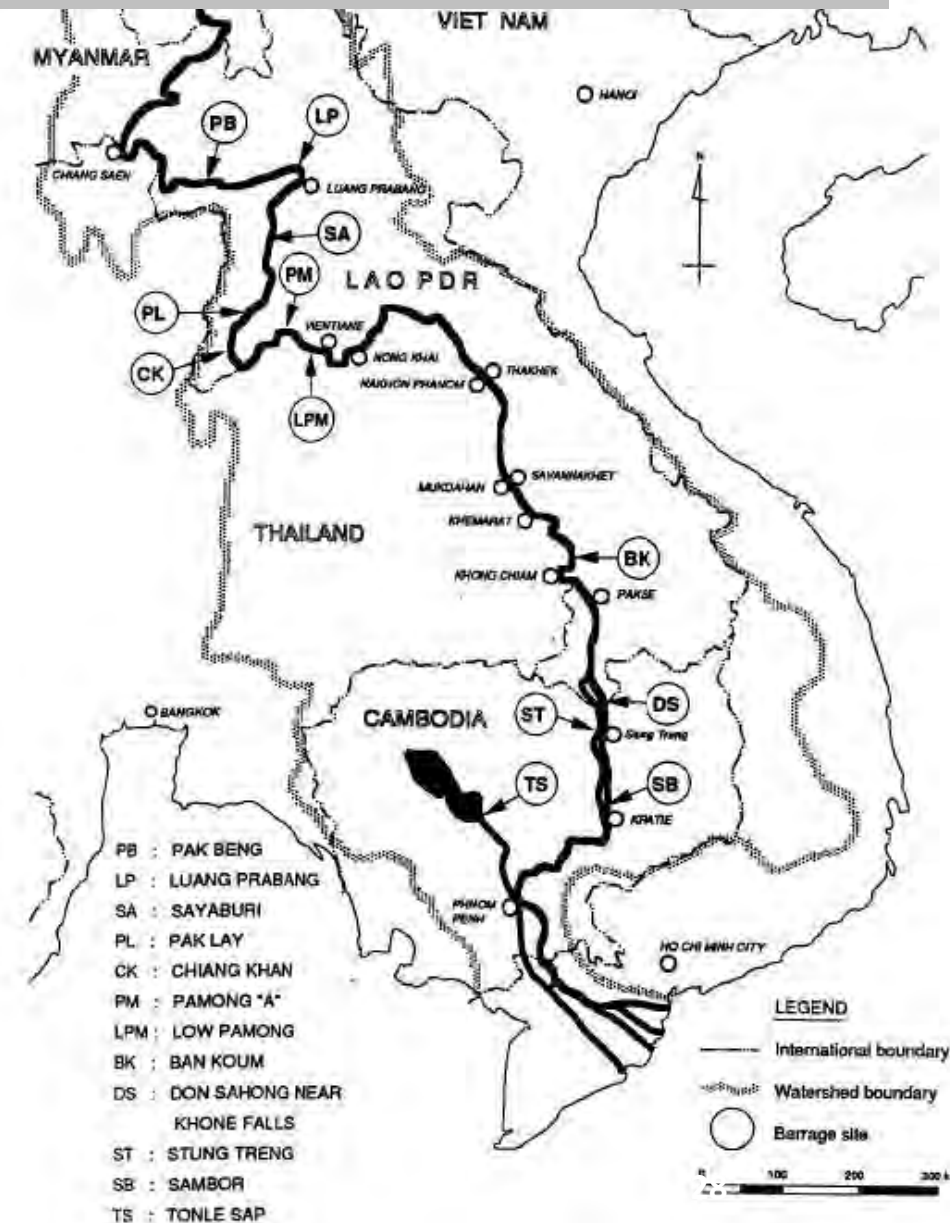 VIET NAM
MYANMAR
HANOI
PB
LP
CHIANG SAEN
LUANG PRABANG
N
SA
PM
LAO PDR
PL
VIENTIANE
NONG KHAI
THAKHEK
CK
NAKHON PHANOM
LPM
SAVANNAKHET
MUKDAHAN
KHEMARAT
THAILAND
BK
KHONG CHIAM
PAKSE
BANGKOK
CAMBODIA
ST
DS
Stung Treng
TS
SB
KRATIE
PHNOM
PENH
HO CHI MINH CITY
PB : PAK BENG
LP : LUANG PRABANG
SA : SAYABURI
PL : PAK LAY
CK : CHIANG KHAN
PM : PAMONG "A"
LPM : LOW PAMONG
BK : BAN KOUM
DS : DON SAHONG NEAR
KHONE FALLS
ST : STUNG TRENG
SB : SAMBOR
TS : TONLE SAP
LEGEND
International boundary
Watershed boundary
Barrage site
100 200 300 k